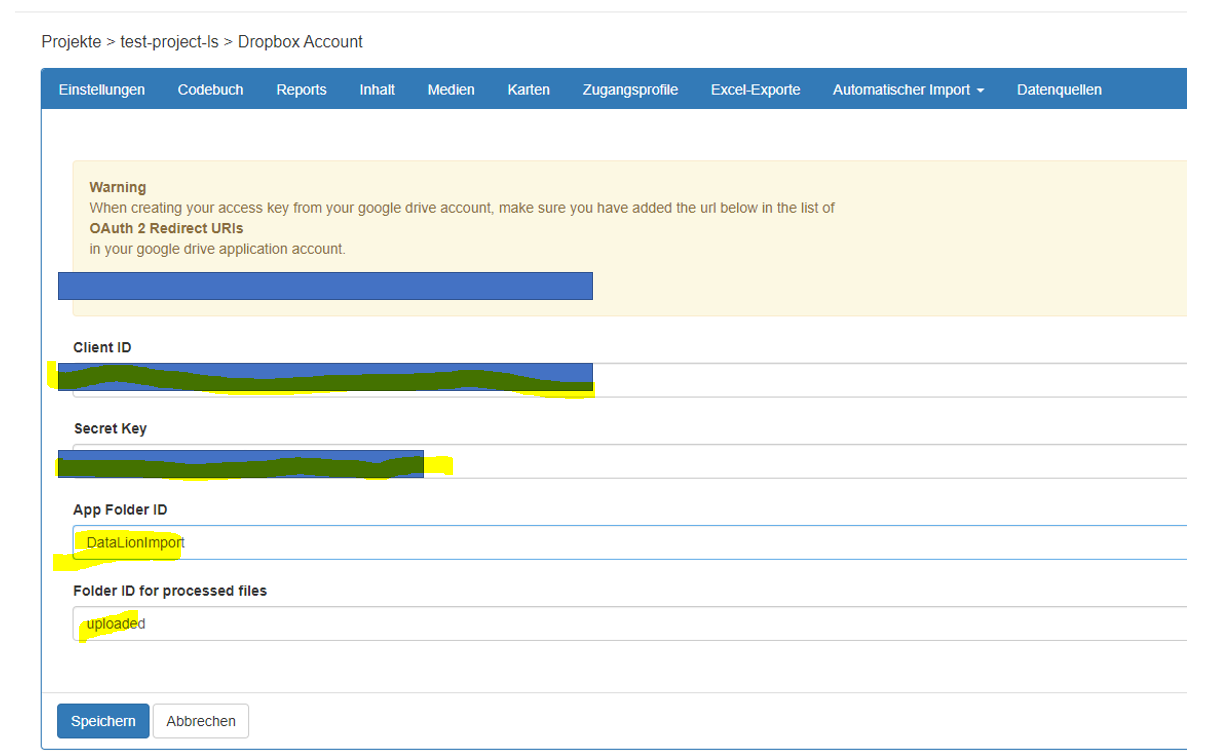 Projekte > test-project-ls > Dropbox Account
Einstellungen Codebuch Reports Inhalt Medien Karten Zugangsprofile Excel-Exporte Automatischer Import Datenquellen
Warning
When creating your access key from your google drive account, make sure you have added the url below in the list of
OAuth 2 Redirect URIs
in your google drive application account.
Client ID
Secret Key
App Folder ID
DataLionImport
Folder ID for processed files
uploaded
Speichern Abbrechen